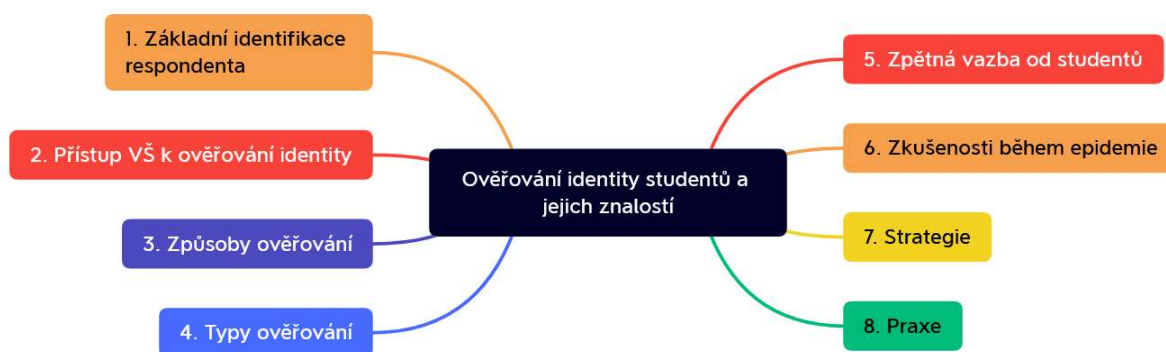 1. Základní identifikace
respondenta
2. Přístup VŠ k ověřování identity
3. Způsoby ověřování
4. Typy ověřování
Ověřování identity studentů a
jejich znalostí
5. Zpětná vazba od studentů
6. Zkušenosti během epidemie
7. Strategie
8. Praxe